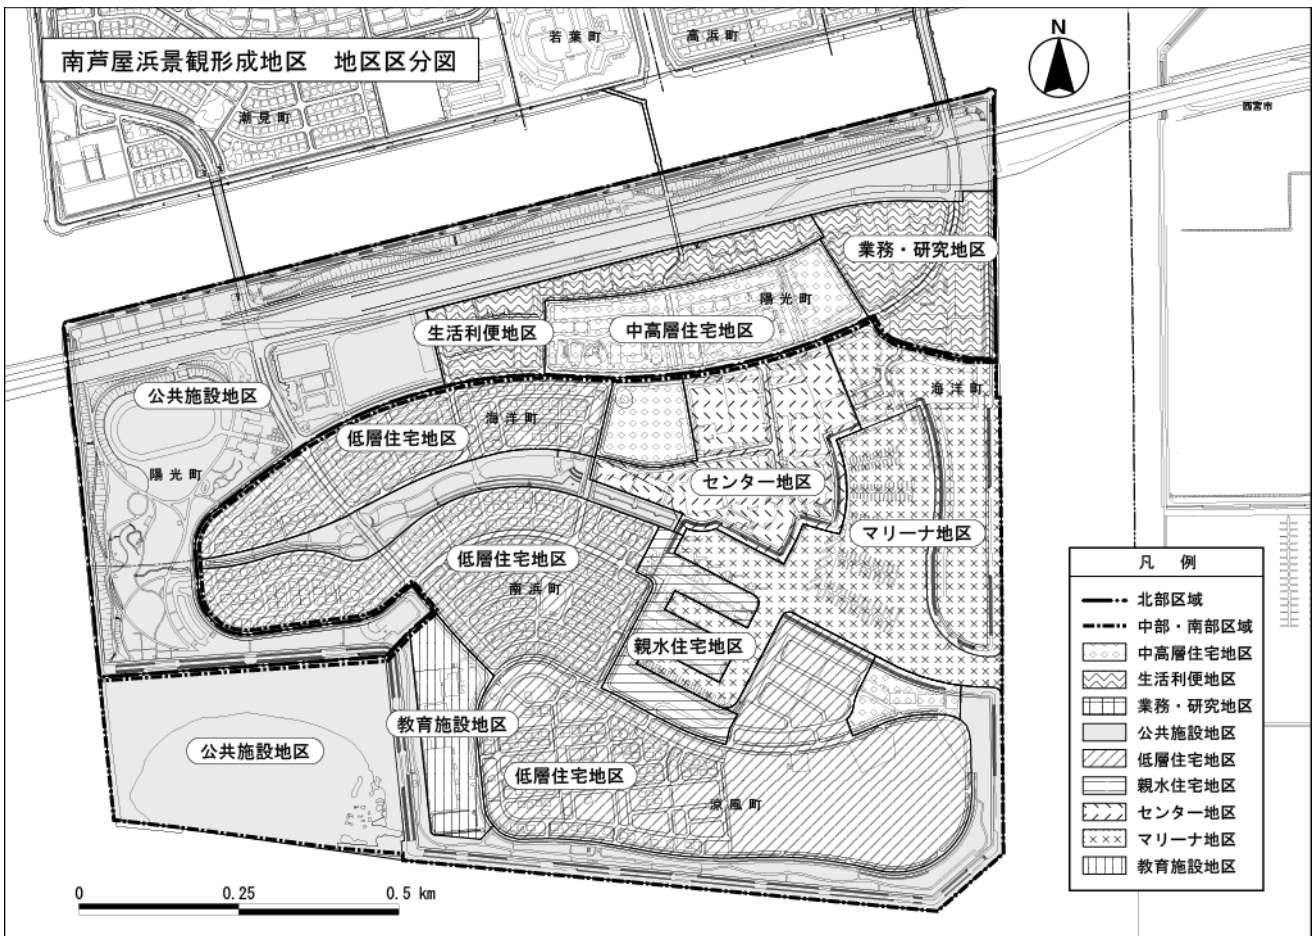 南芦屋浜景観形成地区 地区区分図
若葉町
高浜町
N
潮見町
西宮市
業務・研究地区
陽光町
生活利便地区
中高層住宅地区
公共施設地区
海洋町
海洋町
低層住宅地区
陽光町
センター地区
マリーナ地区
低層住宅地区
南浜町
親水住宅地区
教育施設地区
公共施設地区
低層住宅地区
涼風町
凡 例
北部区域
中部・南部区域
中高層住宅地区
生活利便地区
業務・研究地区
公共施設地区
低層住宅地区
親水住宅地区
センター地区
マリーナ地区
教育施設地区
0 0.25 0.5 km